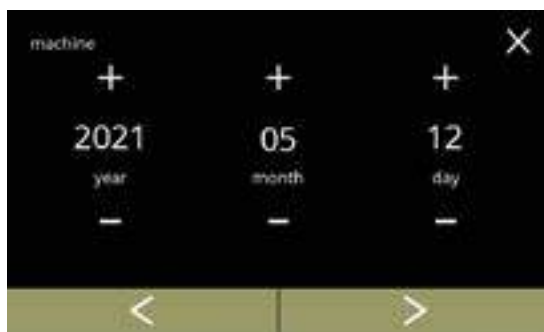 machine
X
+ + +
2021 05 12
year month day
- - -
< >